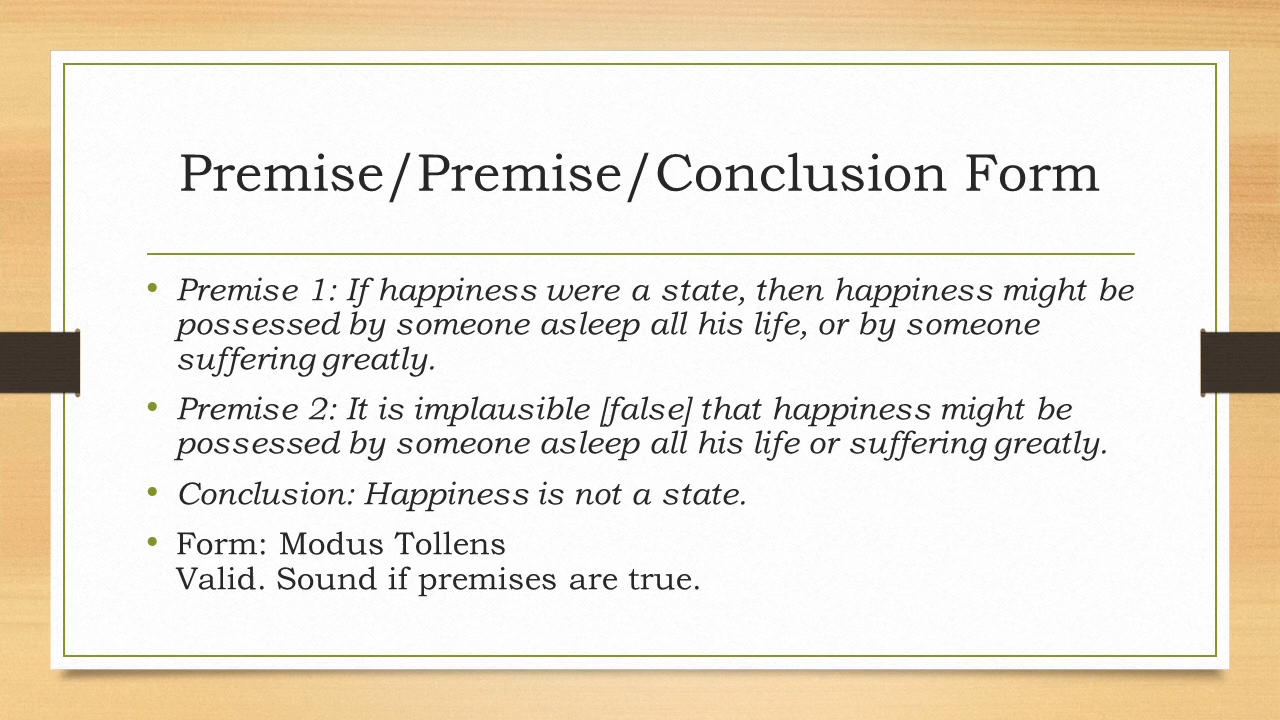 Premise/Premise/Conclusion Form
• Premise 1: If happiness were a state, then happiness might be
possessed by someone asleep all his life, or by someone
suffering greatly.
• Premise 2: It is implausible [false] that happiness might be
possessed by someone asleep all his life or suffering greatly.
• Conclusion: Happiness is not a state.
• Form: Modus Tollens
Valid. Sound if premises are true.